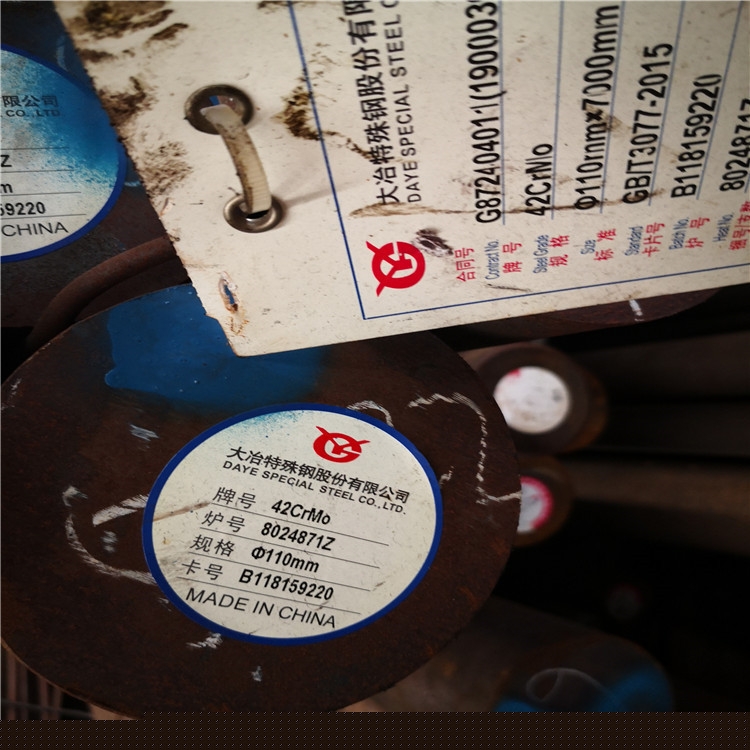 大冶特殊钢股份有限
DAYE SPECIAL STEEL
合同号
Contract No.
G87240401
牌号
Steel Grade
42CrMo
规格
Size
Φ110mm×7000mm
标准
Standard
GB/T3077-2015
卡片号
Batch No.
B118159220
炉号
Heat No.
8024871
限公司
CO., LTD.
Z
m
59220
CHINA
大冶特殊钢股份有限公司
DAYE SPECIAL STEEL CO., LTD.
牌号 42CrMo
炉号 8024871Z
规格 Φ110mm
卡号 B118159220
MADE IN CHINA